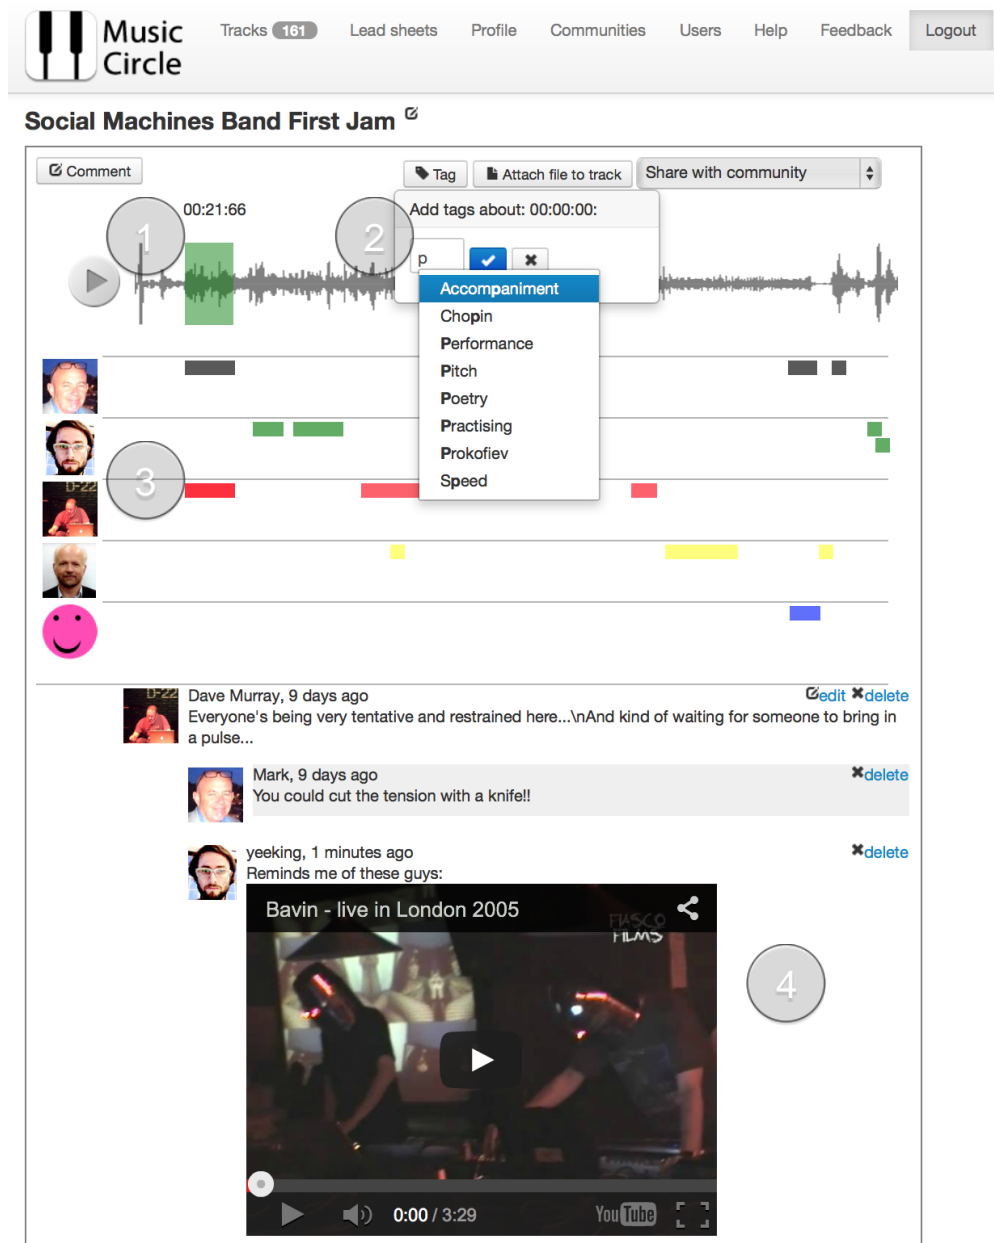 Music Circle
Tracks 161 Lead sheets Profile Communities Users Help Feedback Logout
Social Machines Band First Jam
Comment Tag Attach file to track Share with community
00:21:66
Add tags about: 00:00:00:
1
2
p
Accompaniment
Chopin
Performance
Pitch
Poetry
Practising
Prokofiev
Speed
3
D-22
D-22
Dave Murray, 9 days ago edit delete
Everyone's being very tentative and restrained here...\nAnd kind of waiting for someone to bring in
a pulse...
Mark, 9 days ago delete
You could cut the tension with a knife!!
yeeking, 1 minutes ago delete
Reminds me of these guys:
Bavin - live in London 2005
FIASCO
FILMS
4
0:00 / 3:29 YouTube